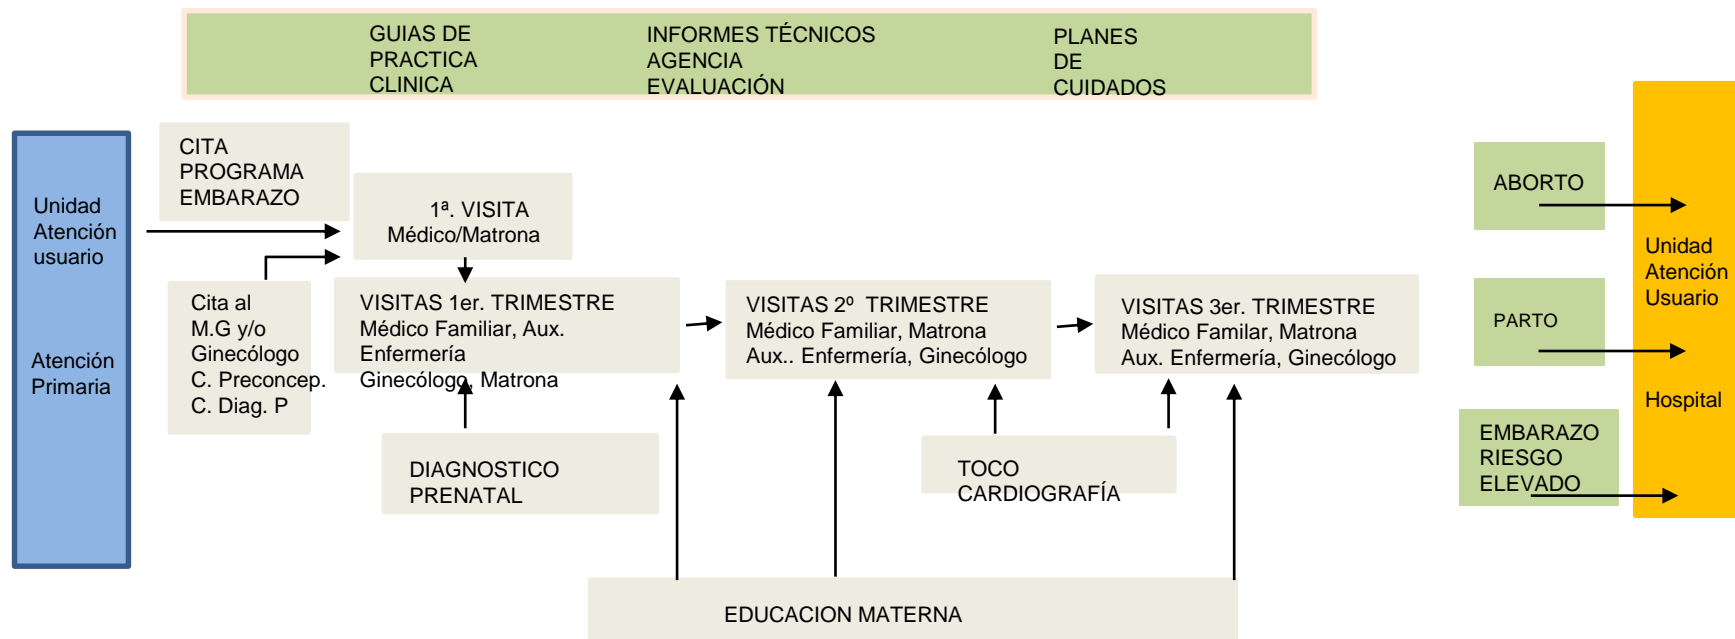 GUIAS DE
PRACTICA
CLINICA
INFORMES TÉCNICOS
AGENCIA
EVALUACIÓN
PLANES
DE
CUIDADOS
Unidad
Atención
usuario
Atención
Primaria
CITA
PROGRAMA
EMBARAZO
1ª. VISITA
Médico/Matrona
Cita al
M.G y/o
Ginecólogo
C. Preconcep.
C. Diag. P
VISITAS 1er. TRIMESTRE
Médico Familiar, Aux.
Enfermería
Ginecólogo, Matrona
VISITAS 2º TRIMESTRE
Médico Familiar, Matrona
Aux.. Enfermería, Ginecólogo
VISITAS 3er. TRIMESTRE
Médico Familar, Matrona
Aux. Enfermería, Ginecólogo
DIAGNOSTICO
PRENATAL
TOCO
CARDIOGRAFÍA
EDUCACION MATERNA
ABORTO
PARTO
EMBARAZO
RIESGO
ELEVADO
Unidad
Atención
Usuario
Hospital